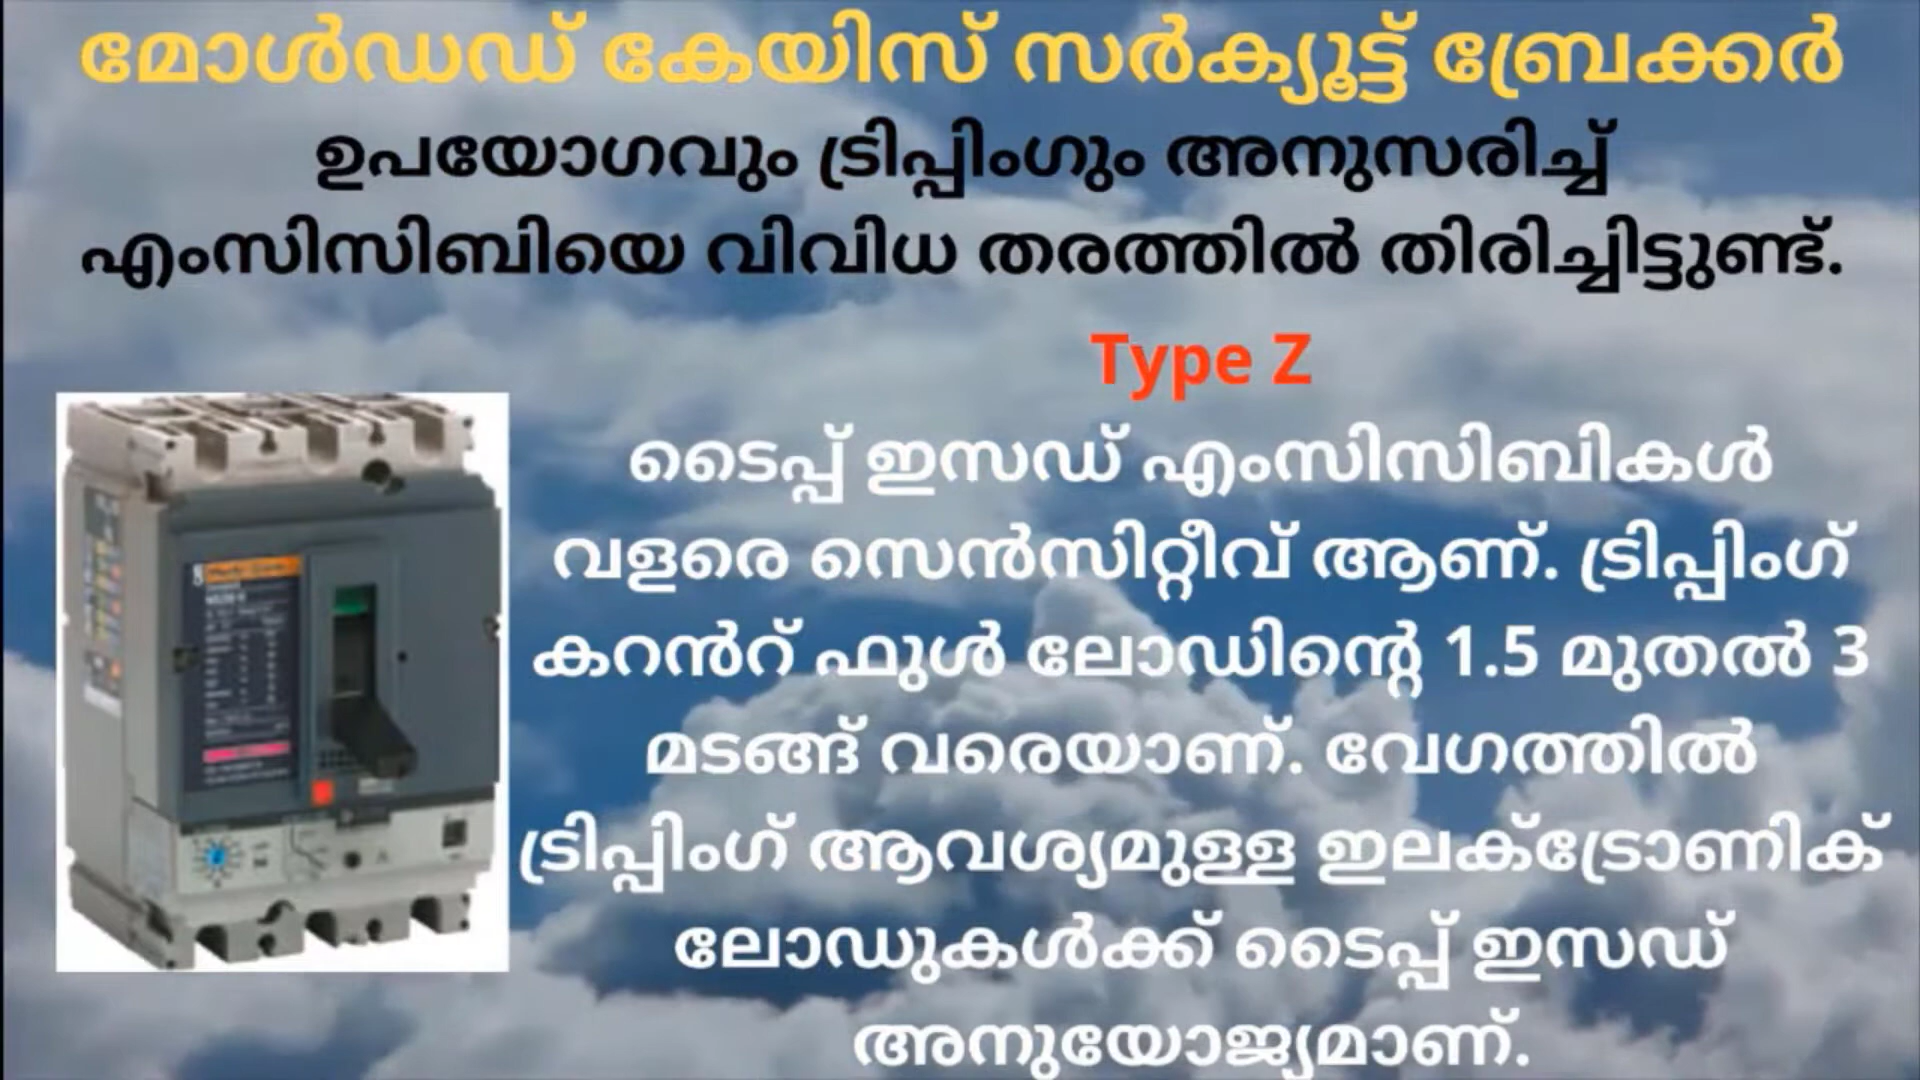 മോൾഡഡ് കേയിസ് സർക്യൂട്ട് ബ്രേക്കർ
ഉപയോഗവും ട്രിപ്പിംഗും അനുസരിച്ച്
എംസിസിബിയെ വിവിധ തരത്തിൽ തിരിച്ചിട്ടുണ്ട്.
Type Z
ടൈപ്പ് ഇസഡ് എംസിസിബികൾ
വളരെ സെൻസിറ്റീവ് ആണ്. ട്രിപ്പിംഗ്
കറൻറ് ഫുൾ ലോഡിന്റെ 1.5 മുതൽ 3
മടങ്ങ് വരെയാണ്. വേഗത്തിൽ
ട്രിപ്പിംഗ് ആവശ്യമുള്ള ഇലക്ട്രോണിക്
ലോഡുകൾക്ക് ടൈപ്പ് ഇസഡ്
അനുയോജ്യമാണ്.